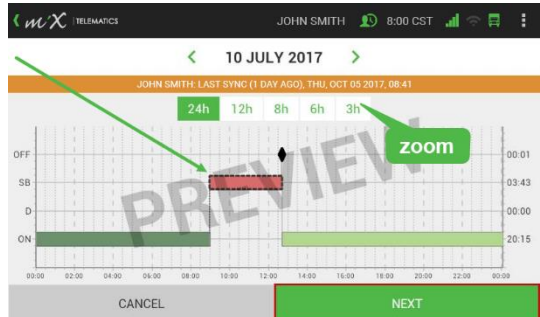 miX TELEMATICS JOHN SMITH 8:00 CST
10 JULY 2017
JOHN SMITH: LAST SYNC (1 DAY AGO), THU, OCT 05 2017, 08:41
24h 12h 8h 6h 3h
zoom
PREVIEW
OFF 00:01
SB 03:43
D 00:00
ON 20:15
00:00 02:00 04:00 06:00 08:00 10:00 12:00 14:00 16:00 18:00 20:00 22:00 00:00
CANCEL NEXT